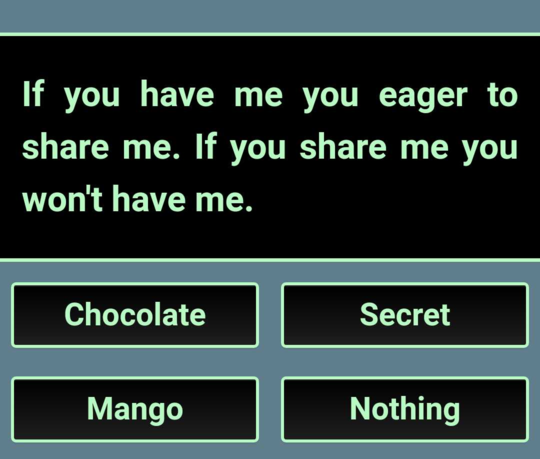 If you have me you eager to
share me. If you share me you
won't have me.
Chocolate
Secret
Mango
Nothing